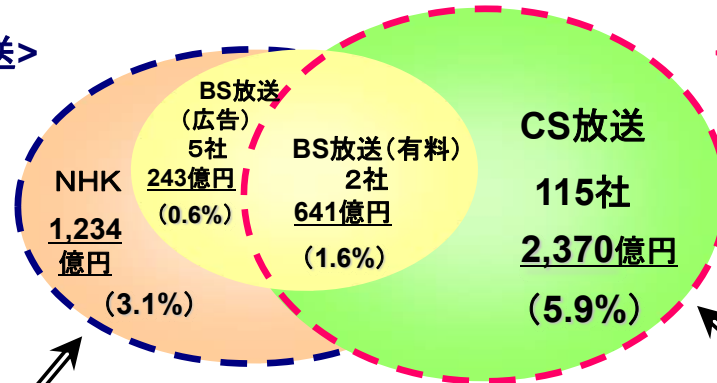 送>
BS放送
（広告）
５社
243億円
（0.6%）
NHK
1,234
億円
（3.1%）
BS放送（有料）
２社
641億円
（1.6%）
CS放送
115社
2,370億円
（5.9%）